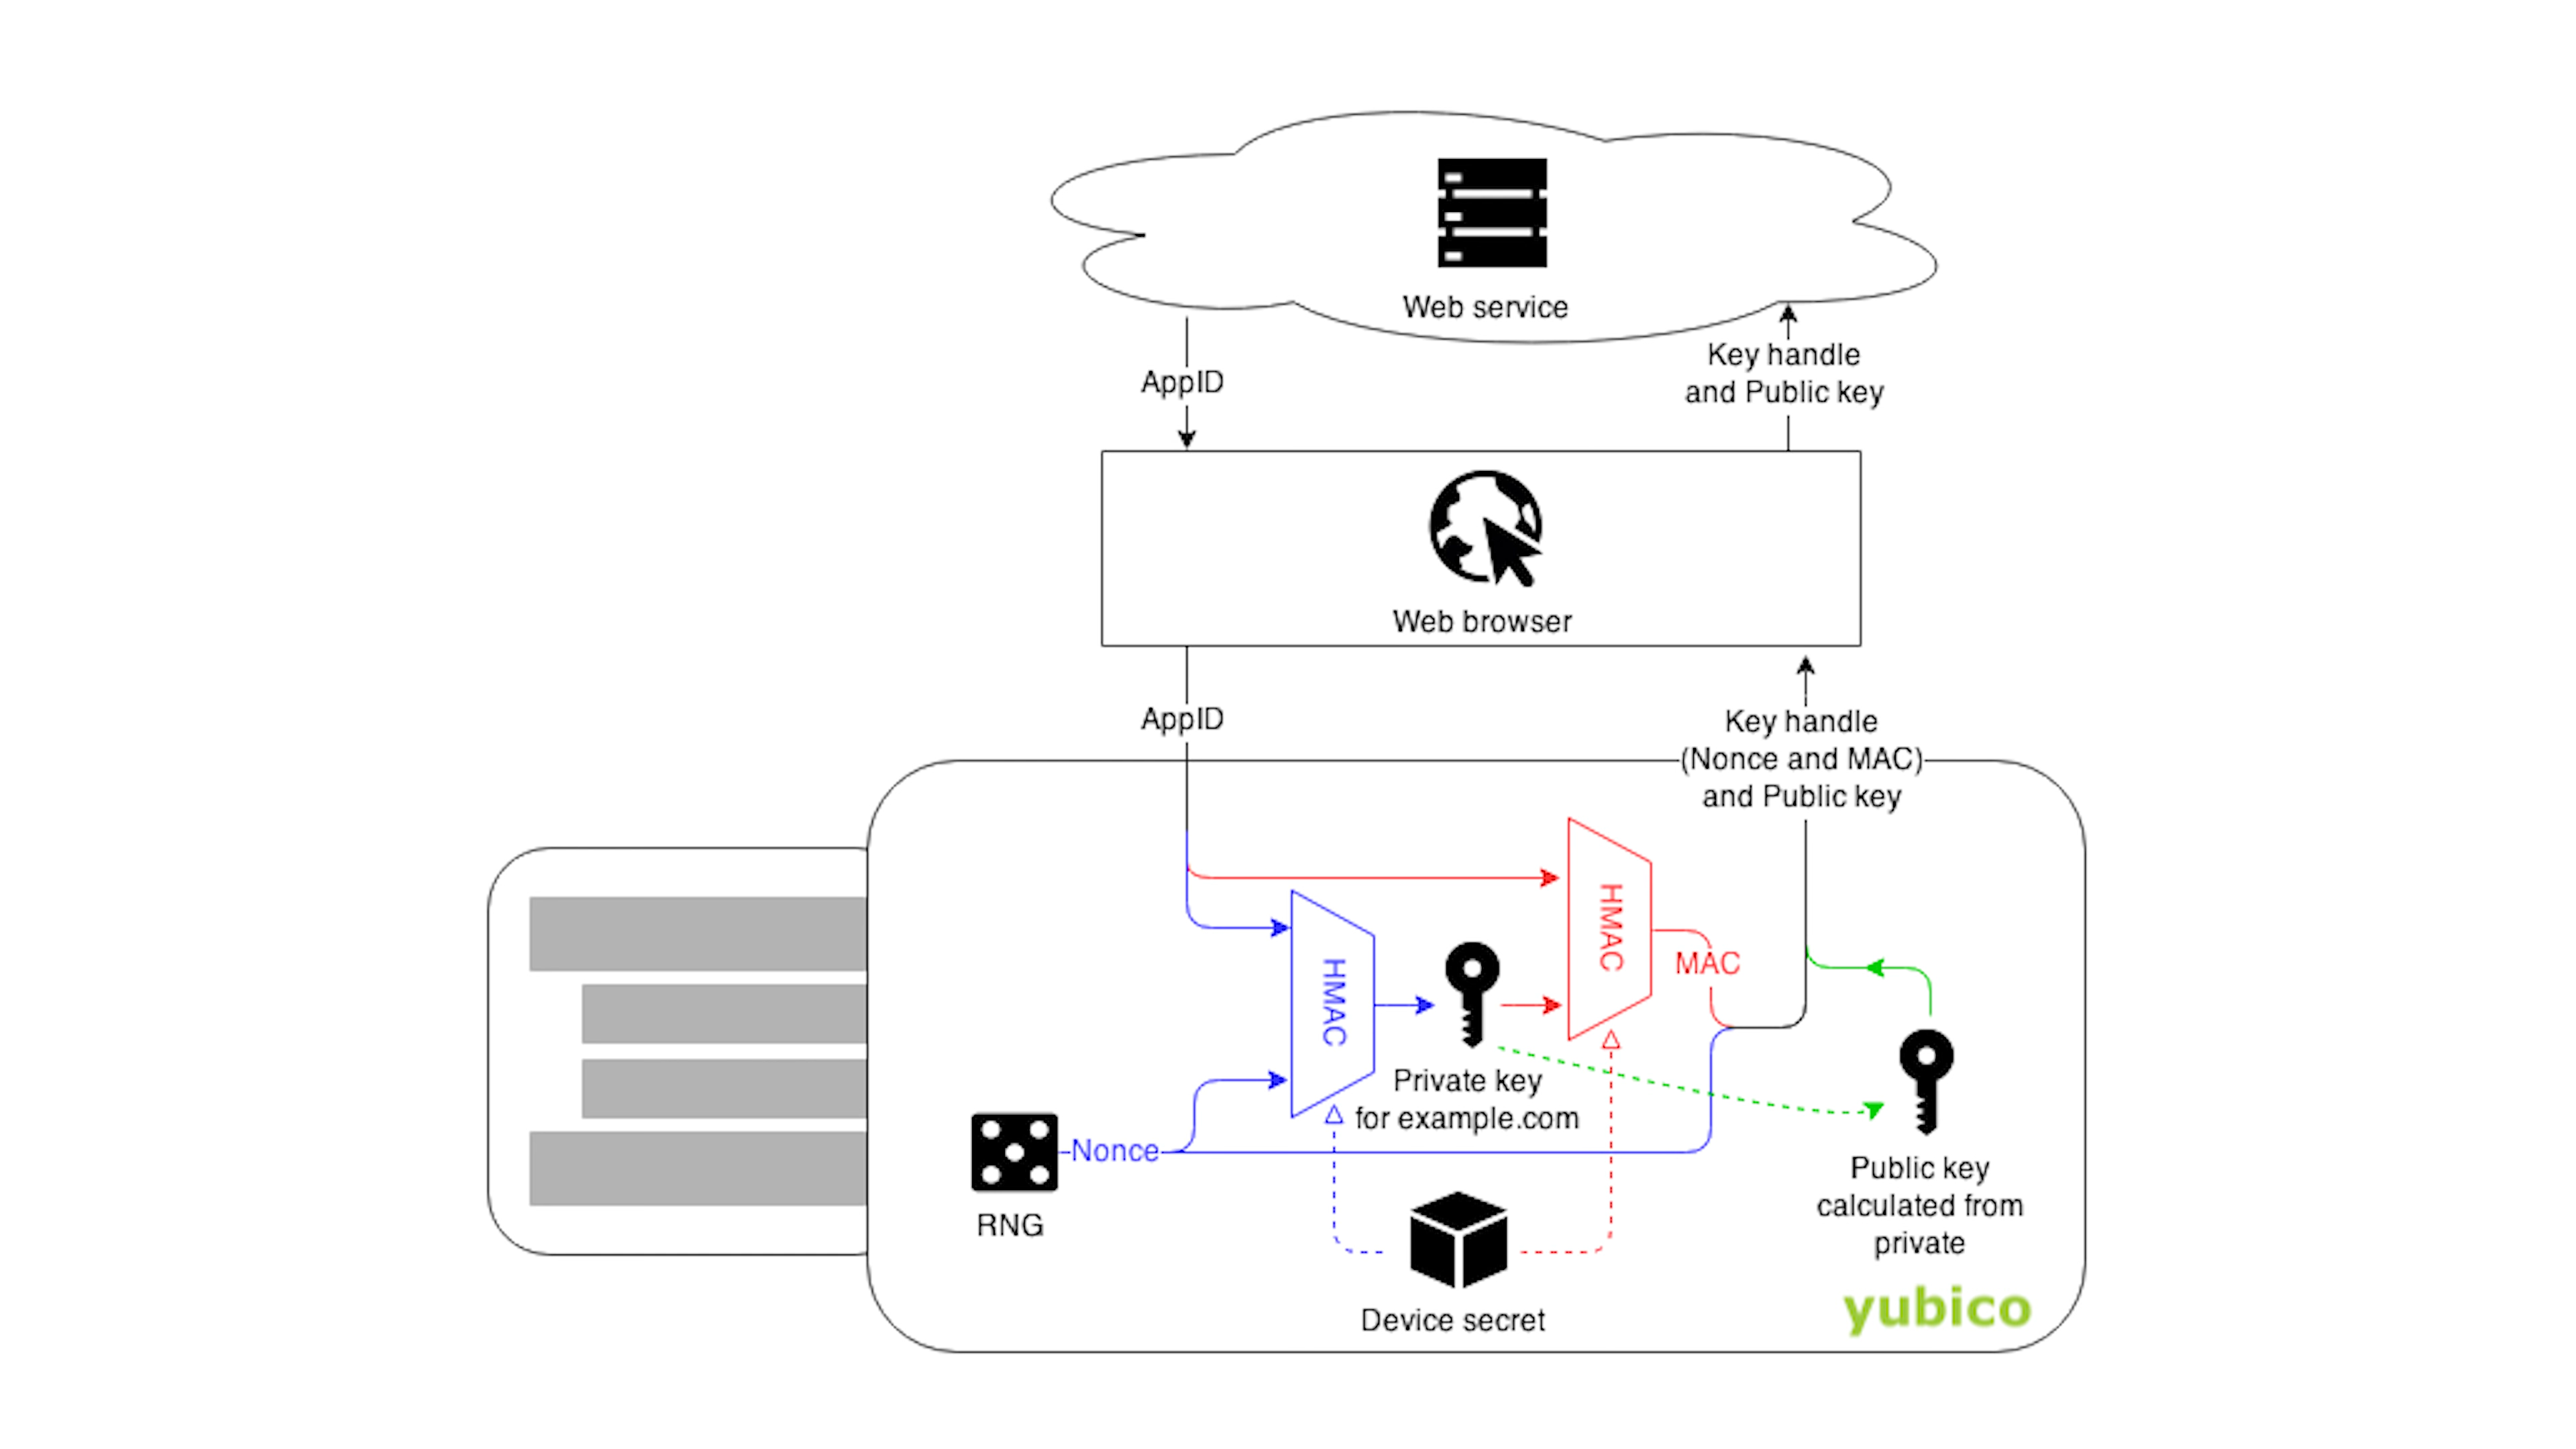 Web service
AppID
Key handle
and Public key
Web browser
AppID
Key handle
(Nonce and MAC)
and Public key
HMAC
HMAC
MAC
Private key
for example.com
Nonce
RNG
Public key
calculated from
private
Device secret
yubico